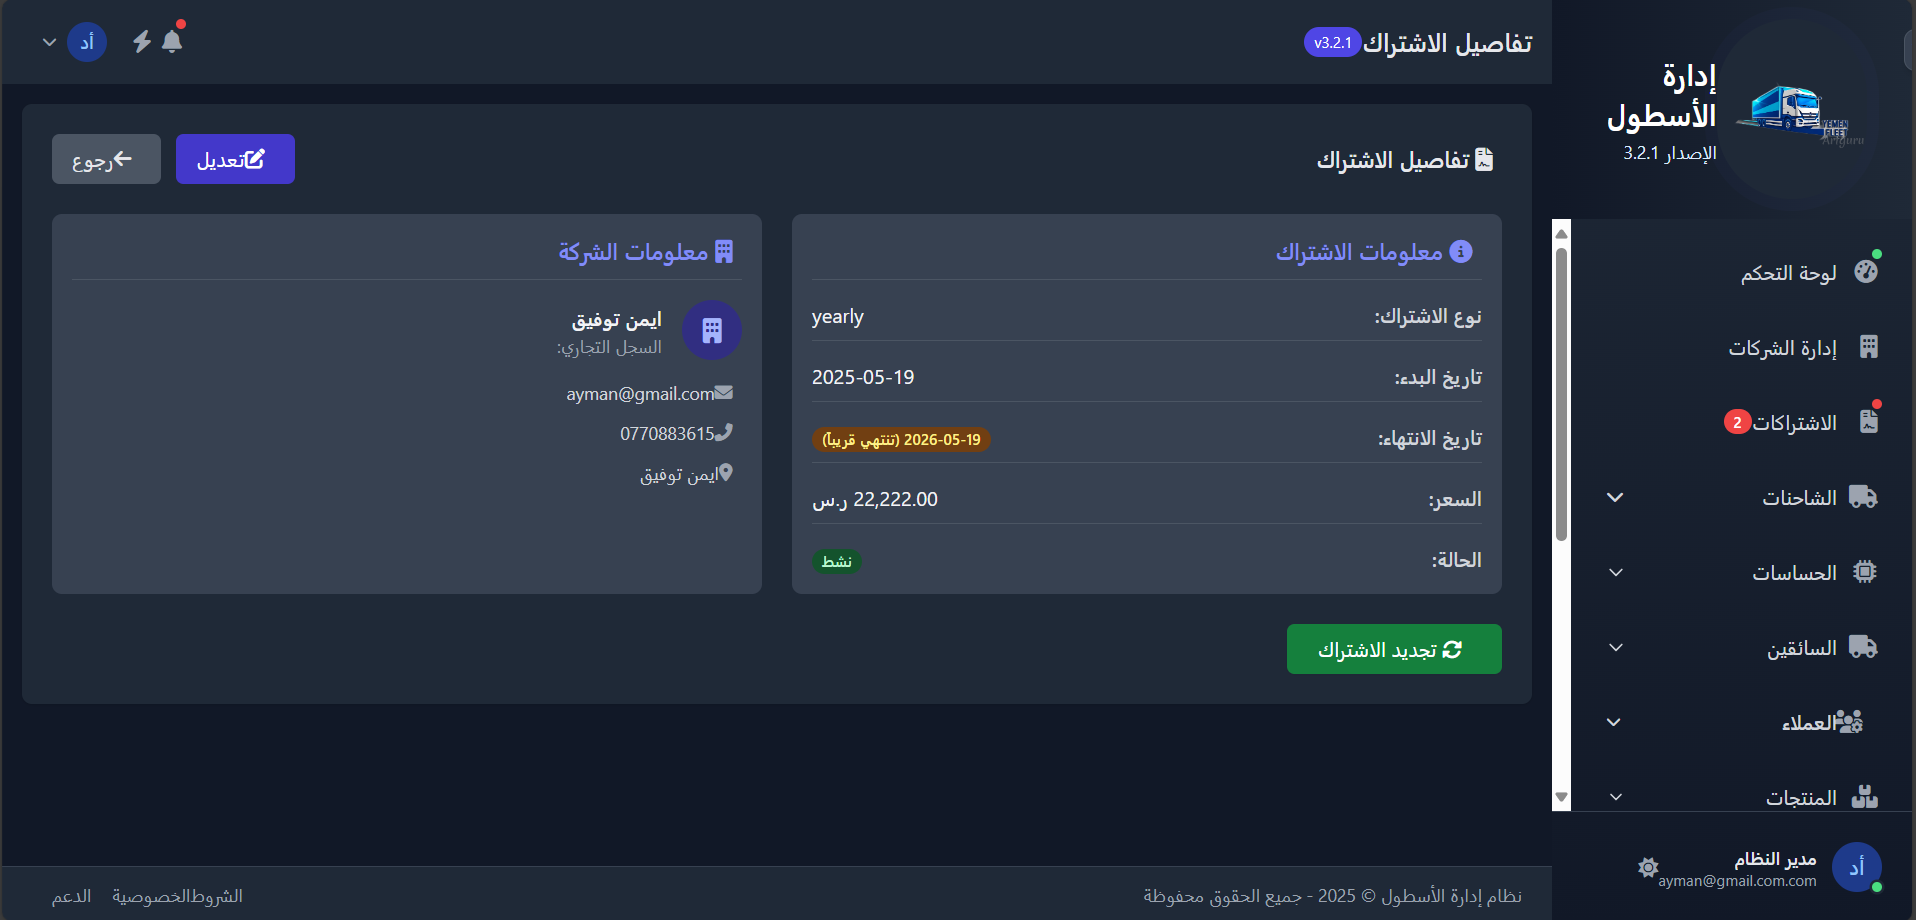 إدارة
الأسطول
الإصدار 3.2.1
YEMEN
FLEET
Artguru
لوحة التحكم
إدارة الشركات
الاشتراكات 2
الشاحنات
الحساسات
السائقين
العملاء
المنتجات
أد
مدير النظام
ayman@gmail.com.com
تفاصيل الاشتراك v3.2.1
أد
تفاصيل الاشتراك
تعديل
رجوع
معلومات الاشتراك
نوع الاشتراك: yearly
تاريخ البدء: 2025-05-19
تاريخ الانتهاء: 2026-05-19 (تنتهي قريباً)
السعر: 22,222.00 ر.س
الحالة: نشط
معلومات الشركة
ايمن توفيق
السجل التجاري:
ayman@gmail.com
0770883615
ايمن توفيق
تجديد الاشتراك
نظام إدارة الأسطول © 2025 - جميع الحقوق محفوظة
الشروط الخصوصية الدعم